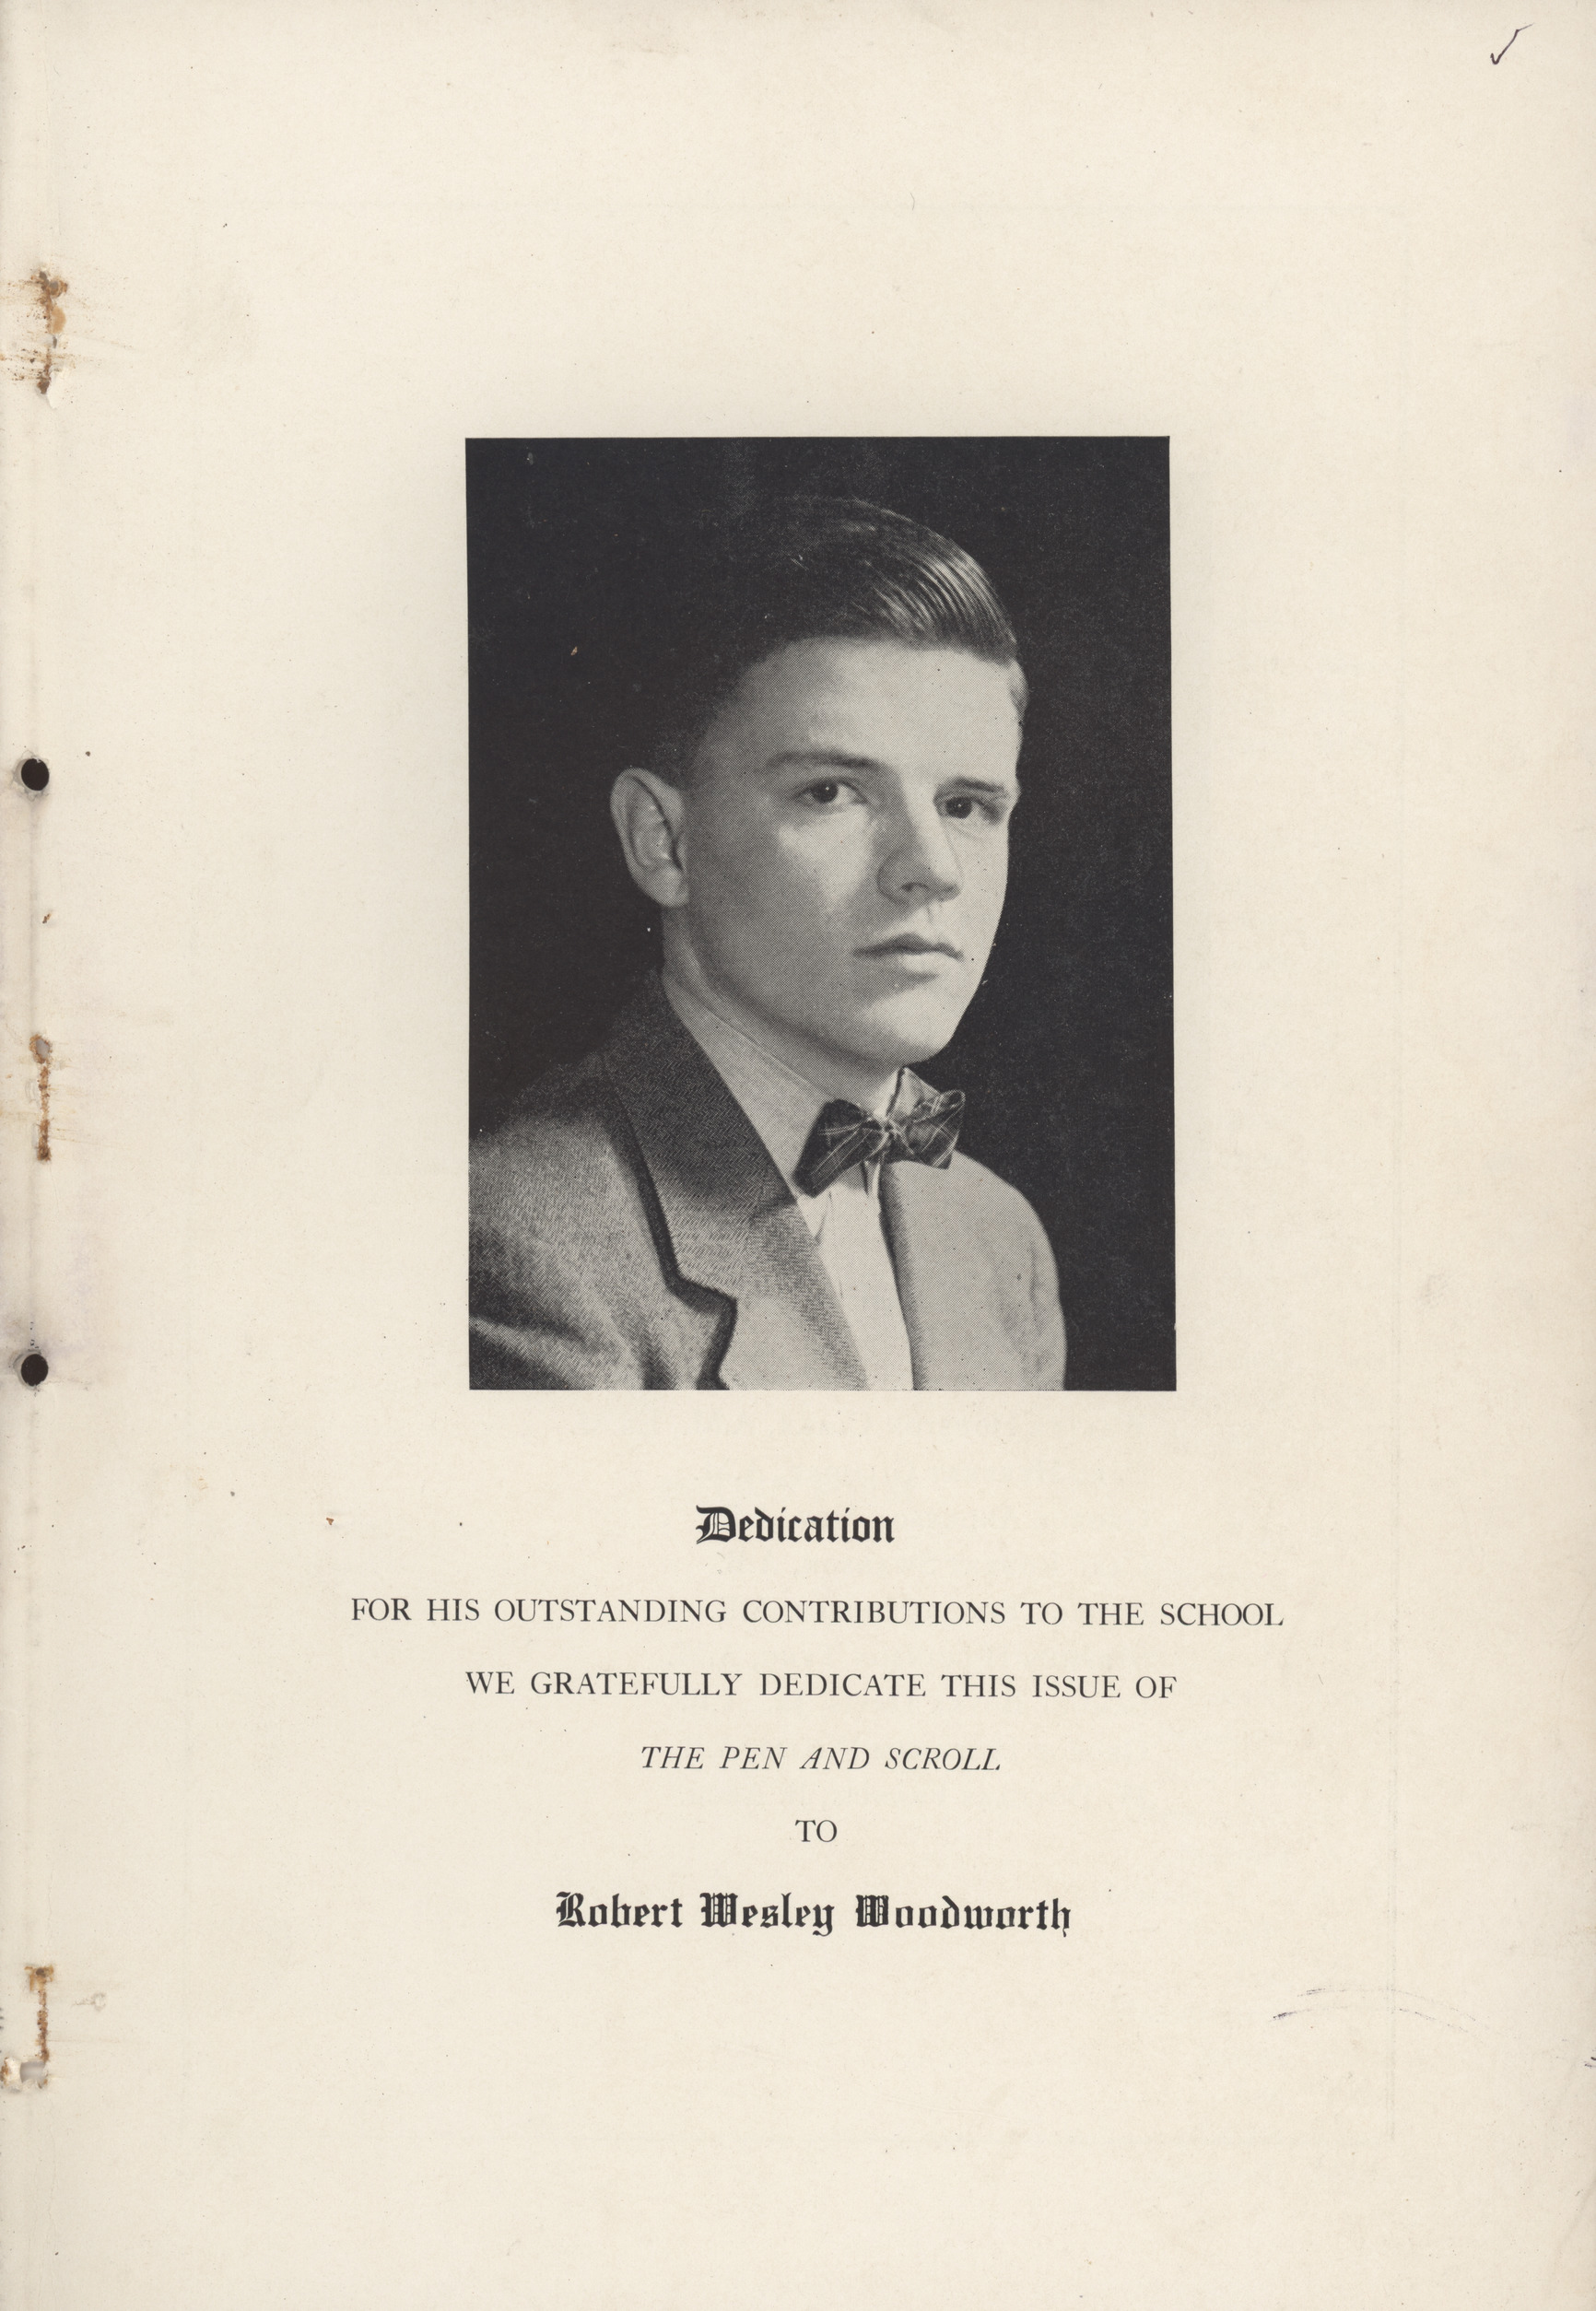 Dedication
FOR HIS OUTSTANDING CONTRIBUTIONS TO THE SCHOOL
WE GRATEFULLY DEDICATE THIS ISSUE OF
THE PEN AND SCROLL
TO
Robert Wesley Woodworth